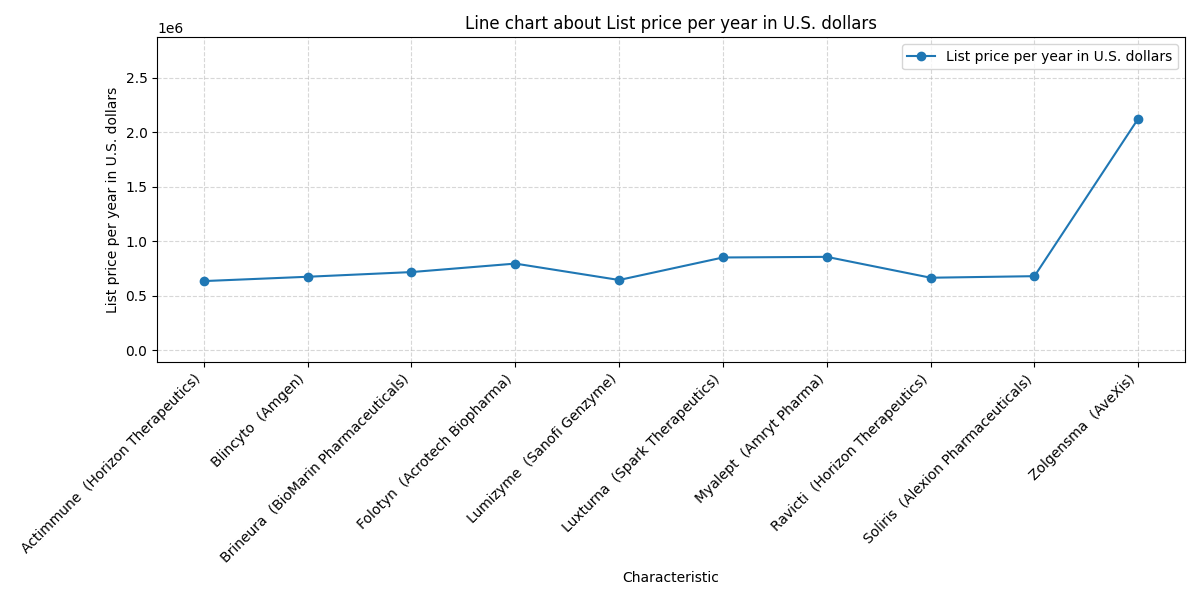 Line chart about List price per year in U.S. dollars
1e6
List price per year in U.S. dollars
List price per year in U.S. dollars
2.5
2.0
1.5
1.0
0.5
0.0
Actimmune  (Horizon Therapeutics)
Blincyto  (Amgen)
Brineura  (BioMarin Pharmaceuticals)
Folotyn  (Acrotech Biopharma)
Lumizyme  (Sanofi Genzyme)
Luxturna  (Spark Therapeutics)
Myalept  (Amryt Pharma)
Ravicti  (Horizon Therapeutics)
Soliris  (Alexion Pharmaceuticals)
Zolgensma  (AveXis)
Characteristic